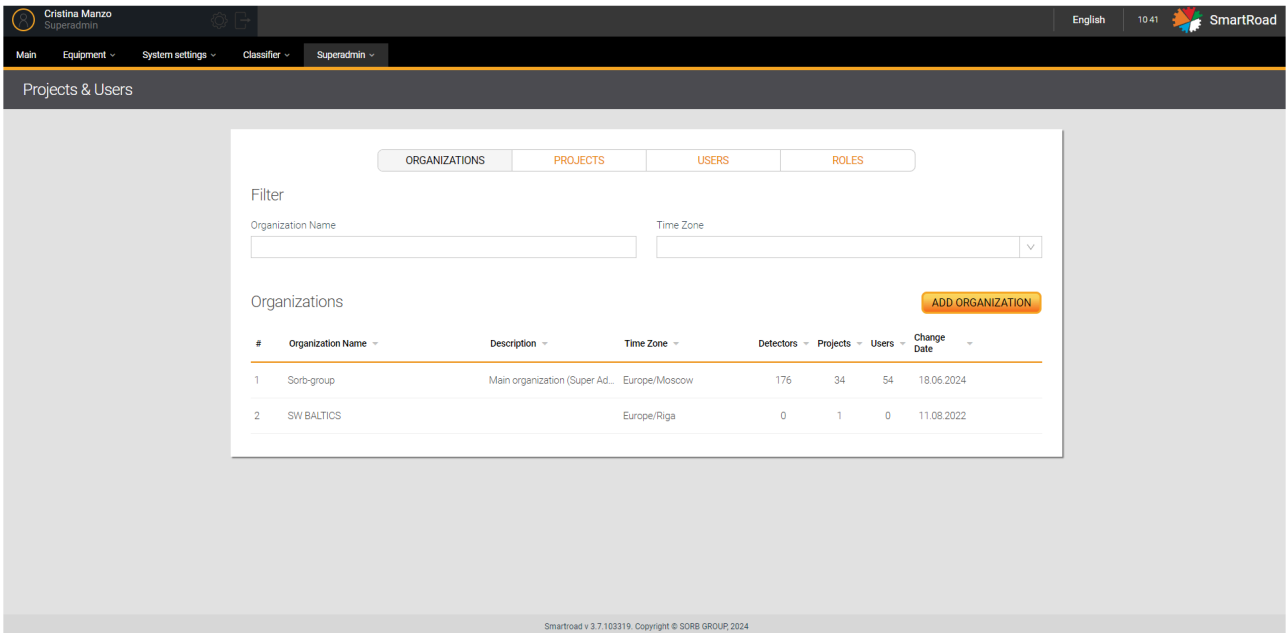 Cristina Manzo
Superadmin
English
10 41
SmartRoad
Main
Equipment
System settings
Classifier
Superadmin
Projects & Users
ORGANIZATIONS
PROJECTS
USERS
ROLES
Filter
Organization Name
Time Zone
Organizations
ADD ORGANIZATION
# Organization Name Description Time Zone Detectors Projects Users Change Date
1 Sorb-group Main organization (Super Ad... Europe/Moscow 176 34 54 18.06.2024
2 SW BALTICS Europe/Riga 0 1 0 11.08.2022
Smartroad v 3.7.103319. Copyright © SORB GROUP, 2024